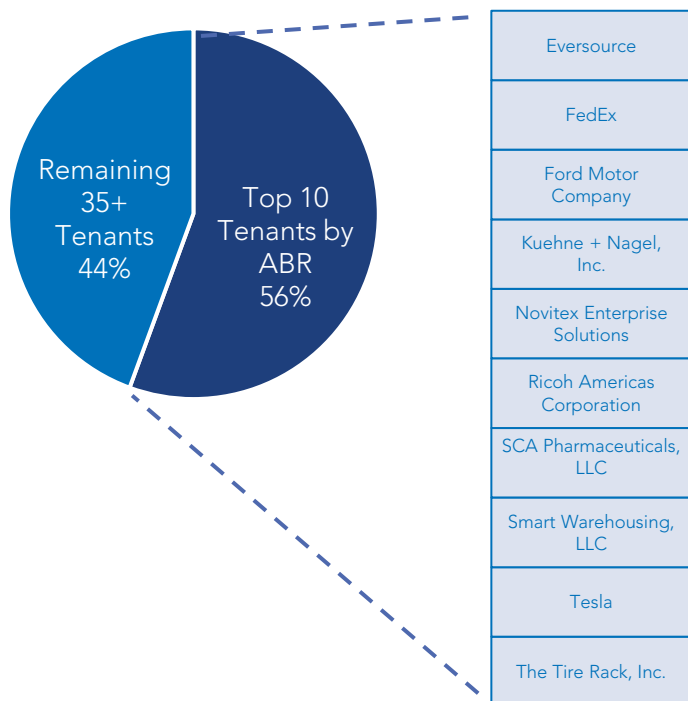 Remaining
35+
Tenants
44%
Top 10
Tenants by
ABR
56%
Eversource
FedEx
Ford Motor
Company
Kuehne + Nagel,
Inc.
Novitex Enterprise
Solutions
Ricoh Americas
Corporation
SCA Pharmaceuticals,
LLC
Smart Warehousing,
LLC
Tesla
The Tire Rack, Inc.